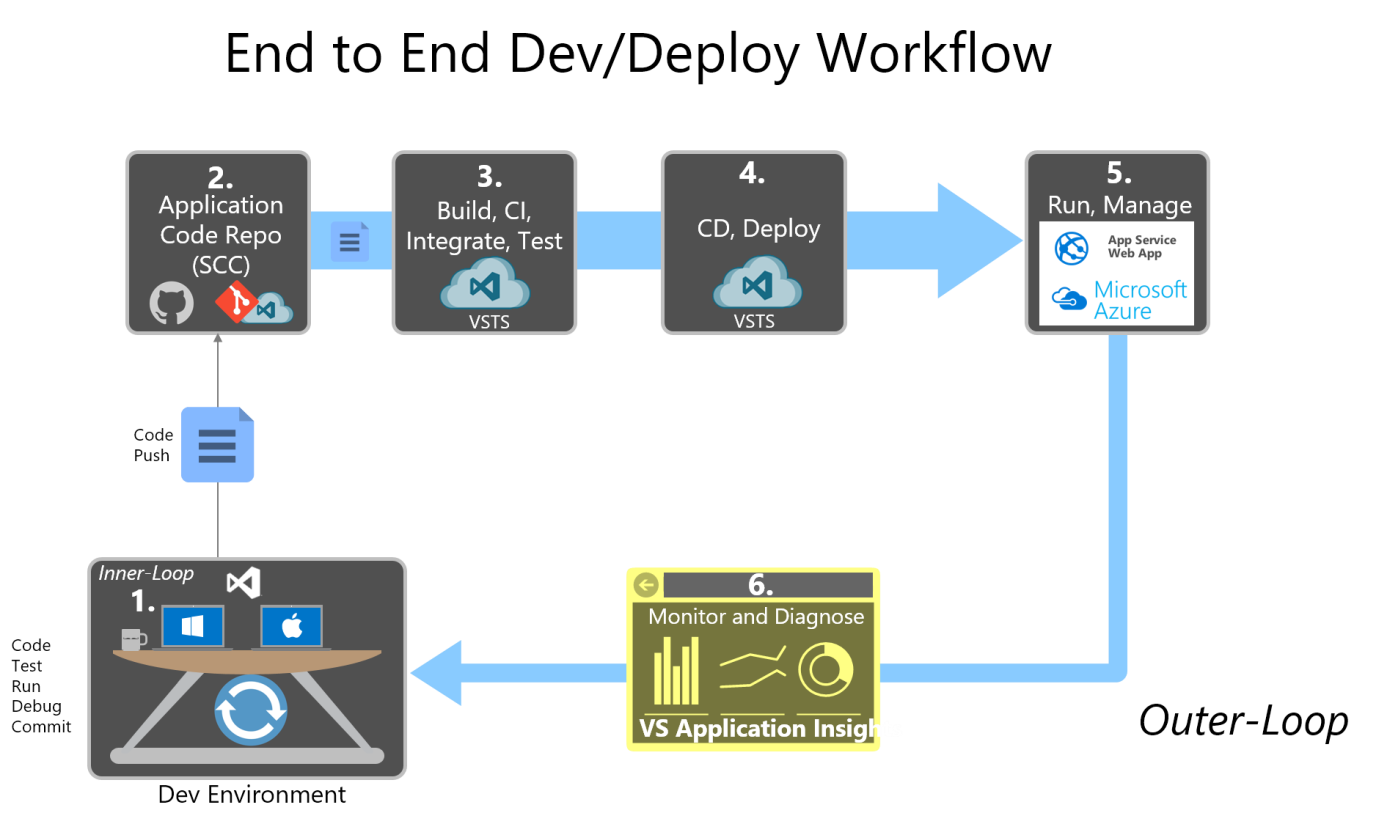 End to End Dev/Deploy Workflow
2.
Application
Code Repo
(SCC)
3.
Build, CI,
Integrate, Test
VSTS
4.
CD, Deploy
VSTS
5.
Run, Manage
App Service
Web App
Microsoft
Azure
Code
Push
Inner-Loop
1.
Code
Test
Run
Debug
Commit
Dev Environment
6.
Monitor and Diagnose
VS Application Insigh
Outer-Loop